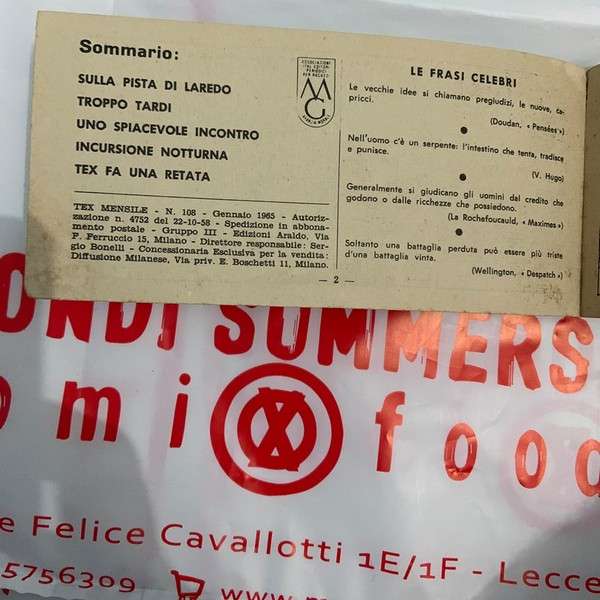 Sommario:
SULLA PISTA DI LAREDO
TROPPO TARDI
UNO SPIACEVOLE INCONTRO
INCURSIONE NOTTURNA
TEX FA UNA RETATA
TEX MENSILE - N. 108 - Gennaio 1965 - Autoriz-
zazione n. 4752 del 22-10-58 - Spedizione in abbona-
mento postale - Gruppo III - Edizioni Araldo, Via
F. Ferruccio 15, Milano - Direttore responsabile: Ser-
gio Bonelli - Concessionaria Esclusiva per la vendita:
Diffusione Milanese, Via priv. E. Boschetti 11, Milano.
MG
LE FRASI CELEBRI
Le vecchie idee si chiamano pregiudizi, le nuove, ca-
pricci.
(Doudan, « Pensées »)
Nell'uomo c'è un serpente: l'intestino che tenta, tradisce
e punisce.
(V. Hugo)
Generalmente si giudicano gli uomini dal credito che
godono o dalle ricchezze che possiedono.
(La Rochefoucauld, « Maximes »)
Soltanto una battaglia perduta può essere più triste
d'una battaglia vinta.
(Wellington, « Despatch »)
— 2 —
ONDI SOMMERS
omi food
e Felice Cavallotti 1E/1F - Lecce
5756309 www.m